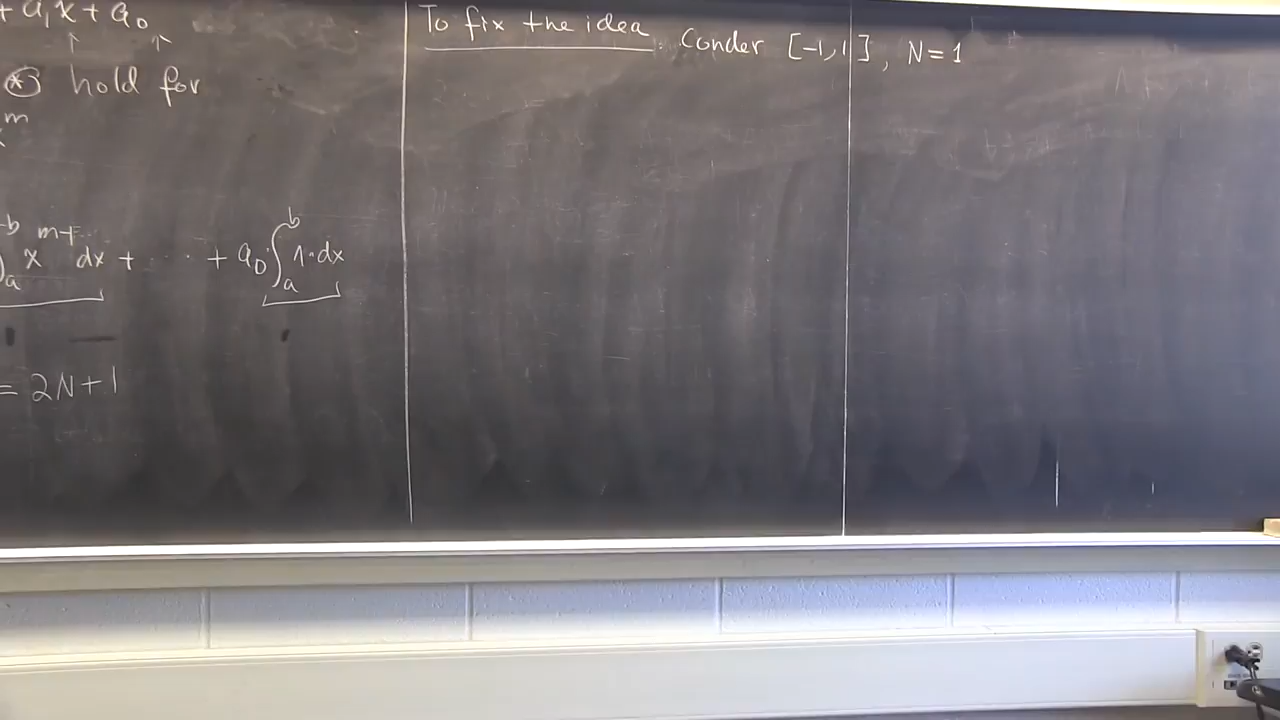 + a₁x + a₀
↑ ↑
(*) hold for
m
∫ₐᵇ x^{m-1} dx + · · · + a₀ ∫ₐᵇ 1·dx
= 2N+1
To fix the idea. Conder [-1,1], N=1